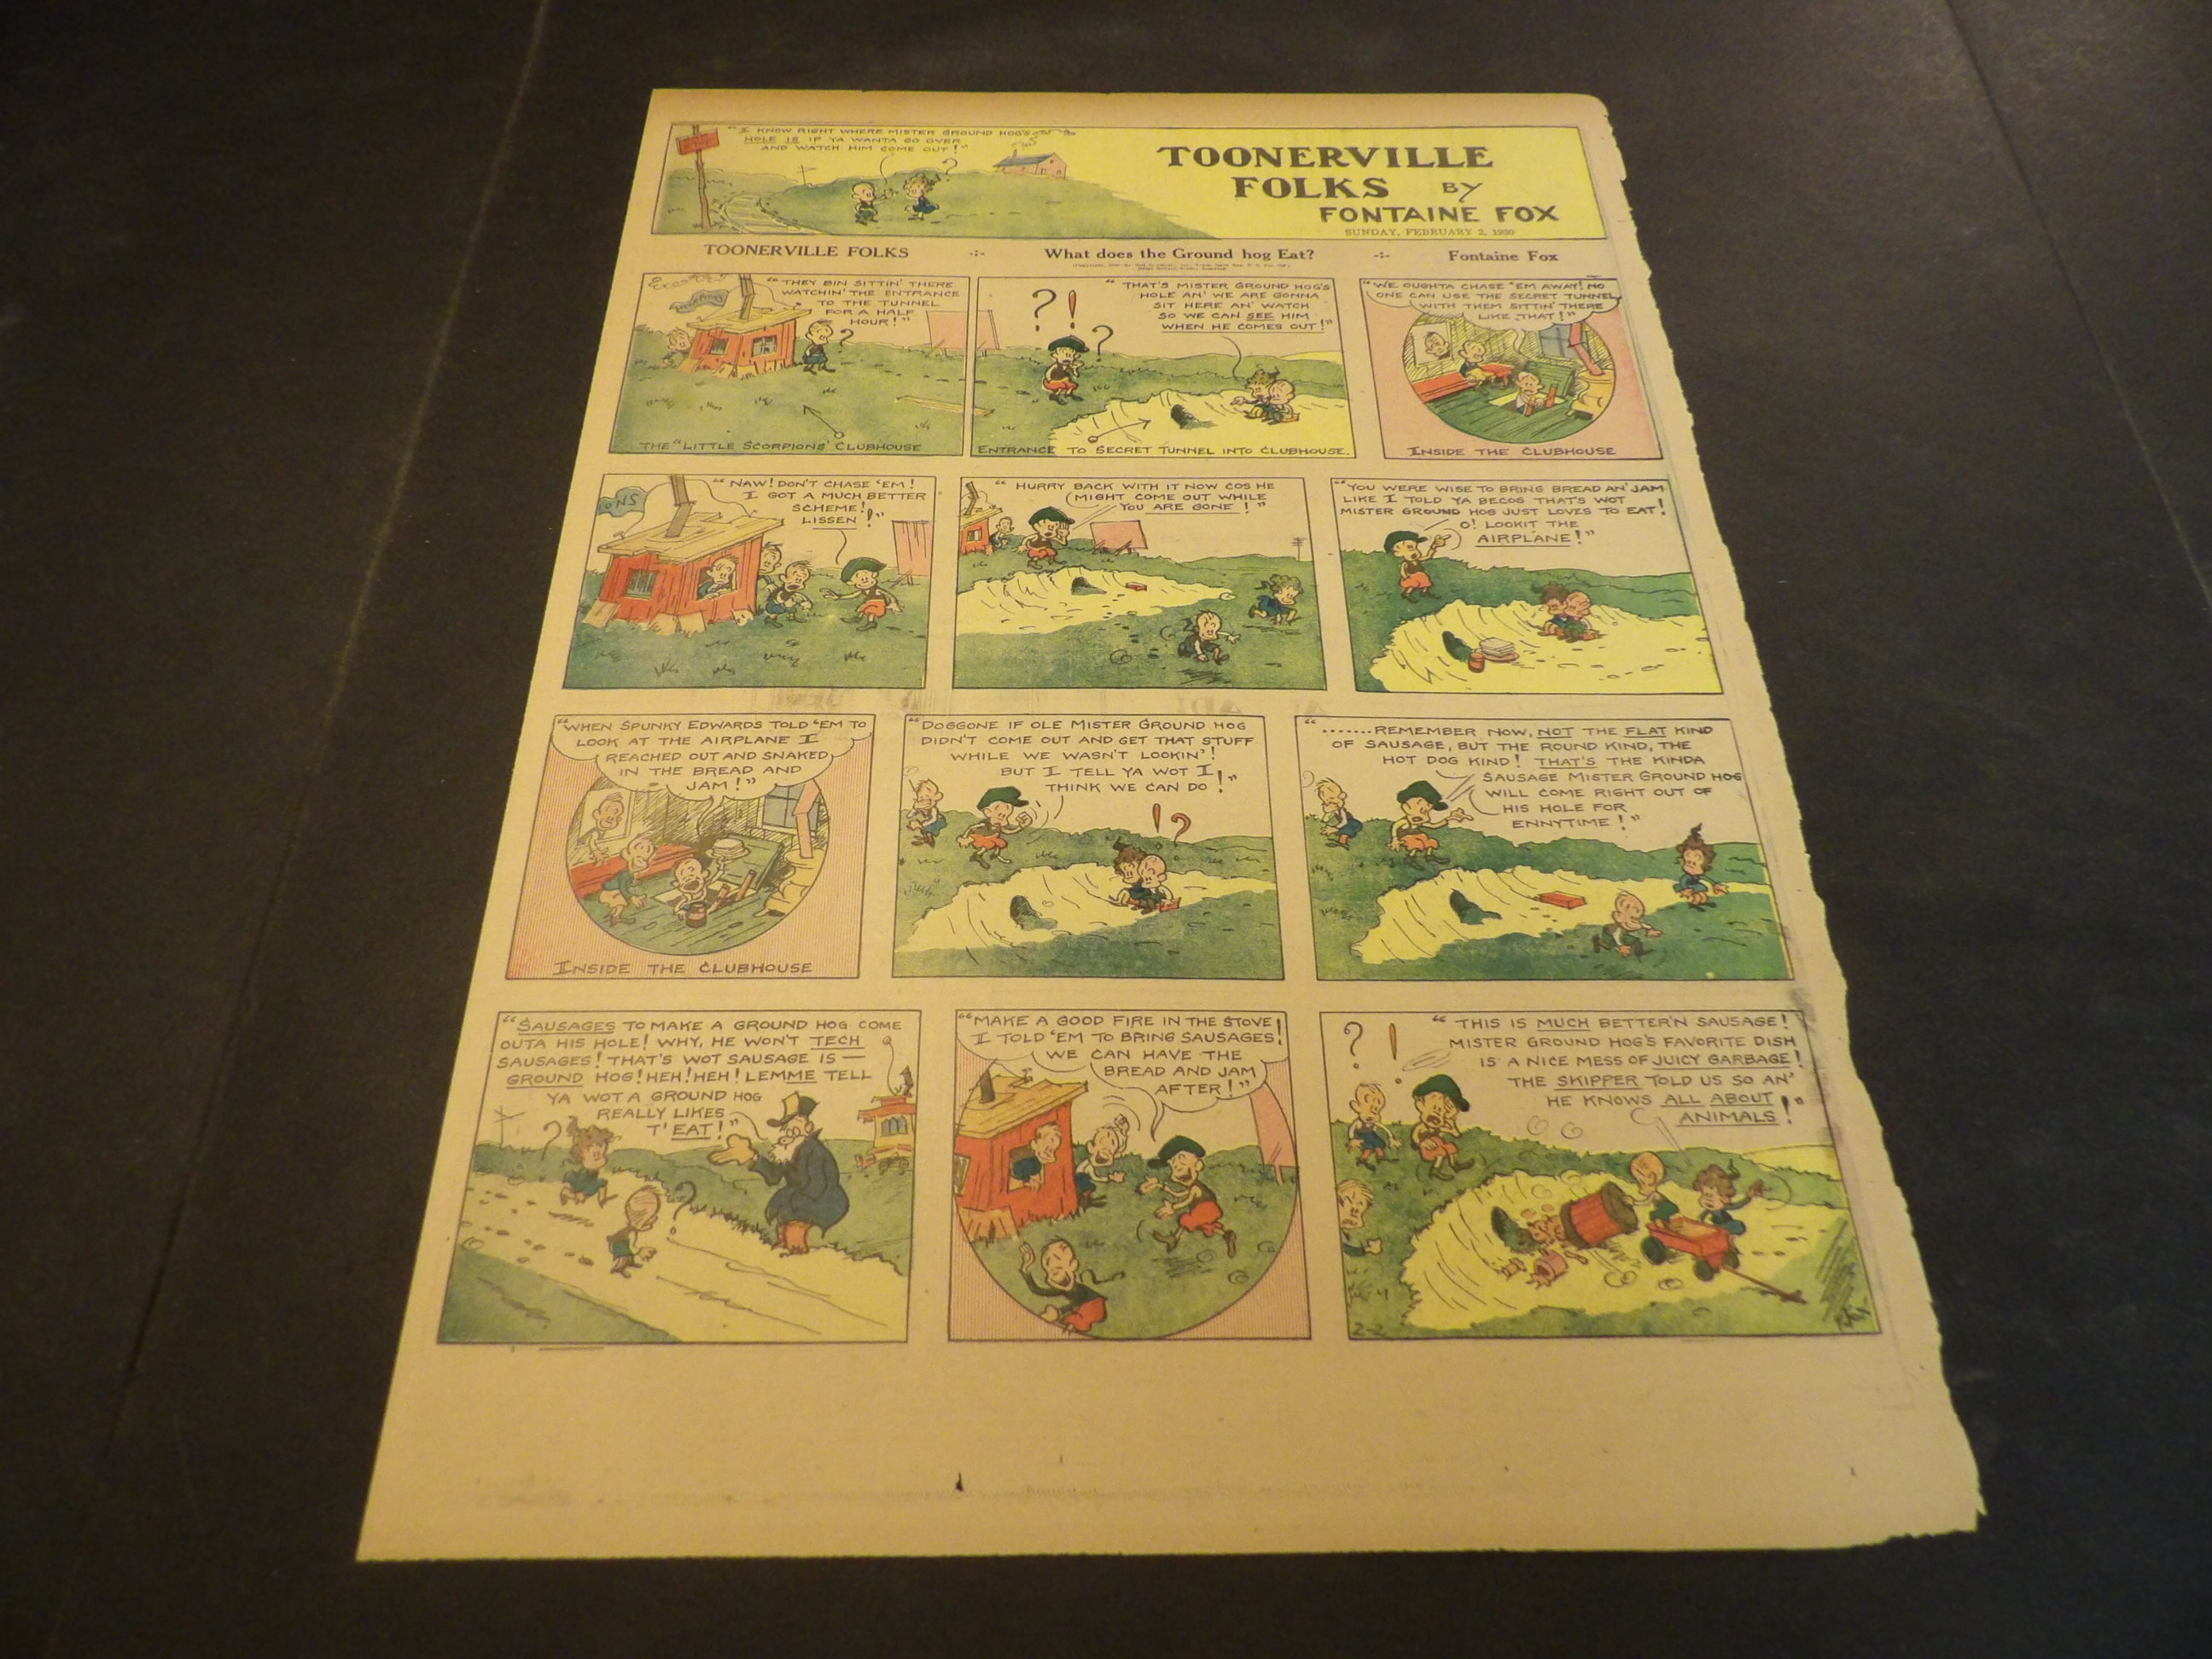 "I KNOW RIGHT WHERE MISTER GROUND HOG'S
HOLE IS IF YA WANTA GO OVER
AND WATCH HIM COME OUT!"
?
TOONERVILLE
FOLKS BY
FONTAINE FOX
SUNDAY, FEBRUARY 2, 1930
TOONERVILLE FOLKS -:- What does the Ground hog Eat? -:- Fontaine Fox
"THEY BIN SITTIN' THERE
WATCHIN' THE ENTRANCE
TO THE TUNNEL
FOR A HALF
HOUR!"
?
THE "LITTLE SCORPIONS' CLUBHOUSE
?!
?
"THAT'S MISTER GROUND HOG'S
HOLE AN' WE ARE GONNA
SIT HERE AN' WATCH
SO WE CAN SEE HIM
WHEN HE COMES OUT!"
ENTRANCE TO SECRET TUNNEL INTO CLUBHOUSE.
"WE OUGHTA CHASE 'EM AWAY! NO
ONE CAN USE THE SECRET TUNNEL
WITH THEM SITTIN' THERE
LIKE THAT!"
INSIDE THE CLUBHOUSE
ONS
"NAW! DON'T CHASE 'EM!
I GOT A MUCH BETTER
SCHEME!
LISSEN!"
"HURRY BACK WITH IT NOW COS HE
MIGHT COME OUT WHILE
YOU ARE GONE!"
"YOU WERE WISE TO BRING BREAD AN' JAM
LIKE I TOLD YA BECOS THAT'S WOT
MISTER GROUND HOG JUST LOVES TO EAT!
O! LOOKIT THE
AIRPLANE!"
"WHEN SPUNKY EDWARDS TOLD 'EM TO
LOOK AT THE AIRPLANE I
REACHED OUT AND SNAKED
IN THE BREAD AND
JAM!"
INSIDE THE CLUBHOUSE
"DOGGONE IF OLE MISTER GROUND HOG
DIDN'T COME OUT AND GET THAT STUFF
WHILE WE WASN'T LOOKIN'!
BUT I TELL YA WOT I
THINK WE CAN DO!"
!?
".......REMEMBER NOW, NOT THE FLAT KIND
OF SAUSAGE, BUT THE ROUND KIND, THE
HOT DOG KIND! THAT'S THE KINDA
SAUSAGE MISTER GROUND HOG
WILL COME RIGHT OUT OF
HIS HOLE FOR
ENNYTIME!"
"SAUSAGES TO MAKE A GROUND HOG COME
OUTA HIS HOLE! WHY, HE WON'T TECH
SAUSAGES! THAT'S WOT SAUSAGE IS —
GROUND HOG! HEH! HEH! LEMME TELL
YA WOT A GROUND HOG
REALLY LIKES
T' EAT!"
?
?
"MAKE A GOOD FIRE IN THE STOVE!
I TOLD 'EM TO BRING SAUSAGES!
WE CAN HAVE THE
BREAD AND JAM
AFTER!"
?!
"THIS IS MUCH BETTER'N SAUSAGE!
MISTER GROUND HOG'S FAVORITE DISH
IS A NICE MESS OF JUICY GARBAGE!
THE SKIPPER TOLD US SO AN'
HE KNOWS ALL ABOUT
ANIMALS!"
2-2